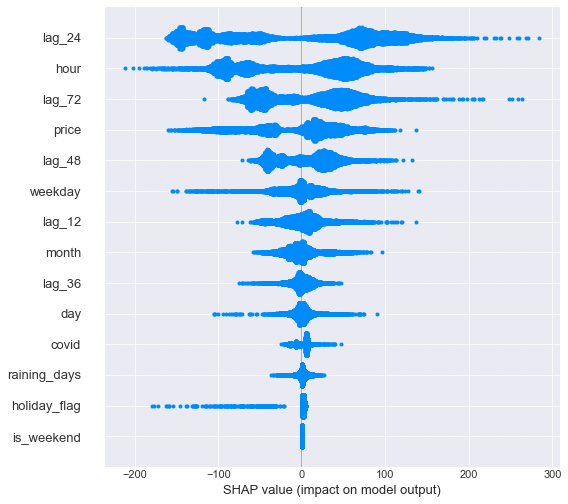 lag_24
hour
lag_72
price
lag_48
weekday
lag_12
month
lag_36
day
covid
raining_days
holiday_flag
is_weekend
−200 −100 0 100 200 300
SHAP value (impact on model output)